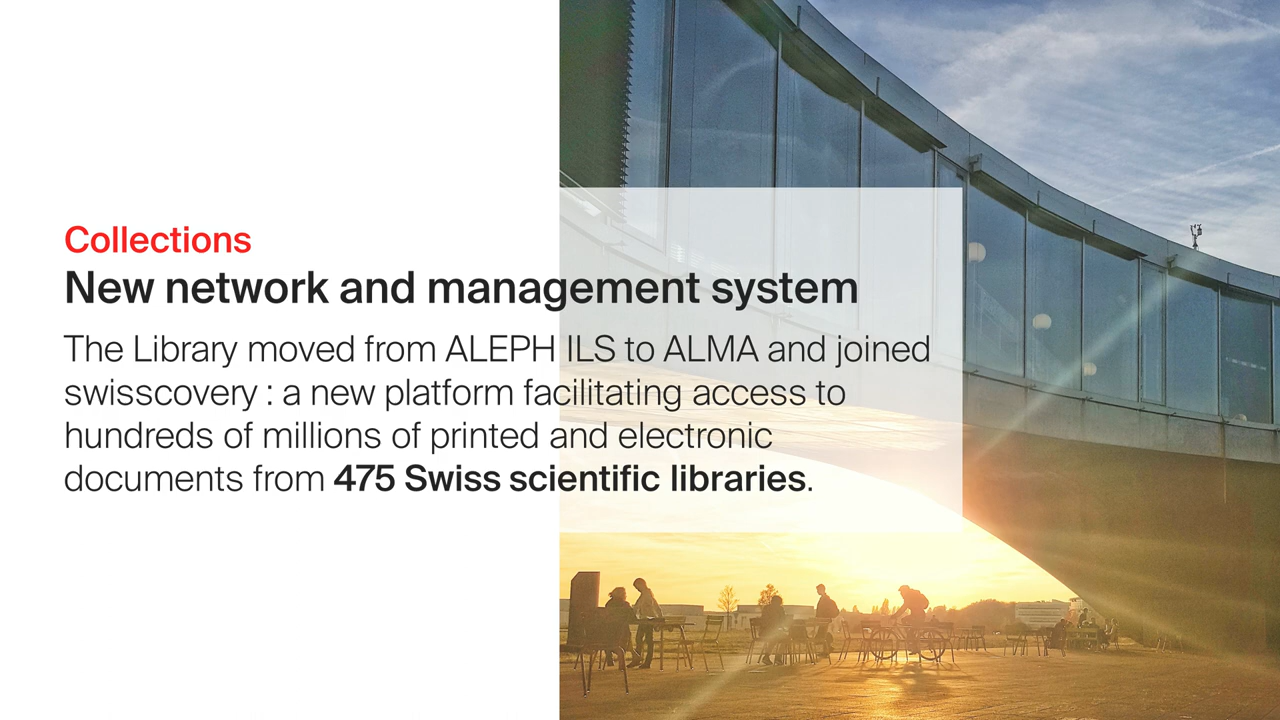 Collections
New network and management system
The Library moved from ALEPH ILS to ALMA and joined
swisscovery : a new platform facilitating access to
hundreds of millions of printed and electronic
documents from 475 Swiss scientific libraries.